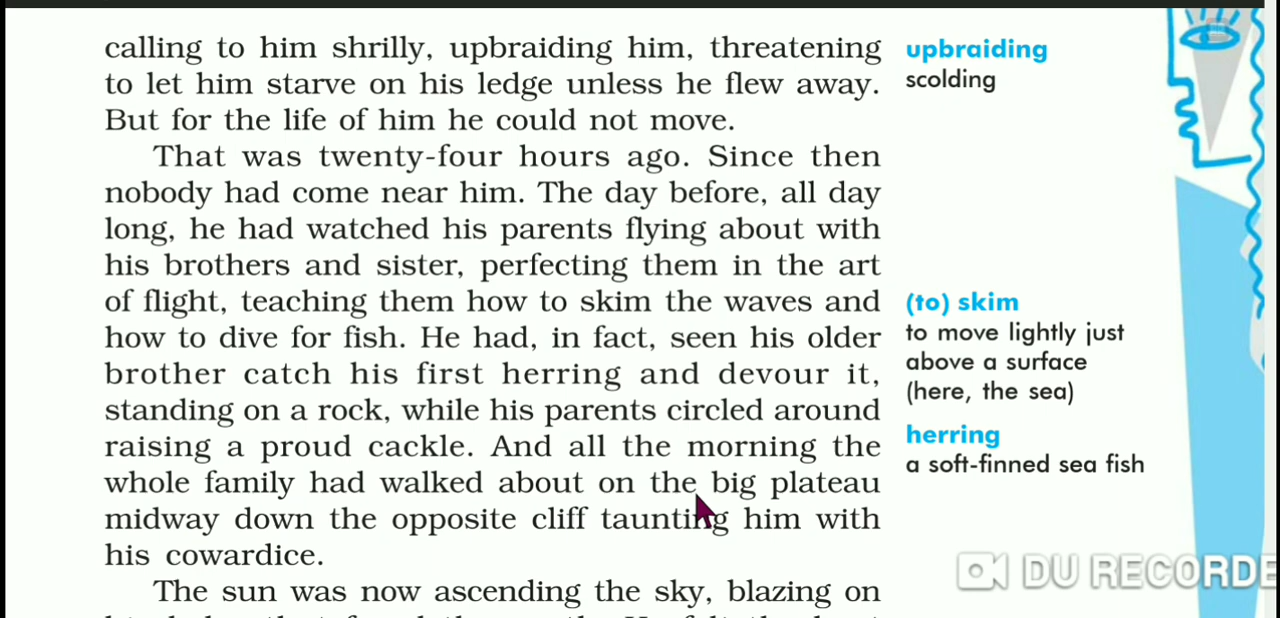 calling to him shrilly, upbraiding him, threatening
to let him starve on his ledge unless he flew away.
But for the life of him he could not move.
That was twenty-four hours ago. Since then
nobody had come near him. The day before, all day
long, he had watched his parents flying about with
his brothers and sister, perfecting them in the art
of flight, teaching them how to skim the waves and
how to dive for fish. He had, in fact, seen his older
brother catch his first herring and devour it,
standing on a rock, while his parents circled around
raising a proud cackle. And all the morning the
whole family had walked about on the big plateau
midway down the opposite cliff taunting him with
his cowardice.
The sun was now ascending the sky, blazing on
upbraiding
scolding
(to) skim
to move lightly just
above a surface
(here, the sea)
herring
a soft-finned sea fish
DU RECORDE